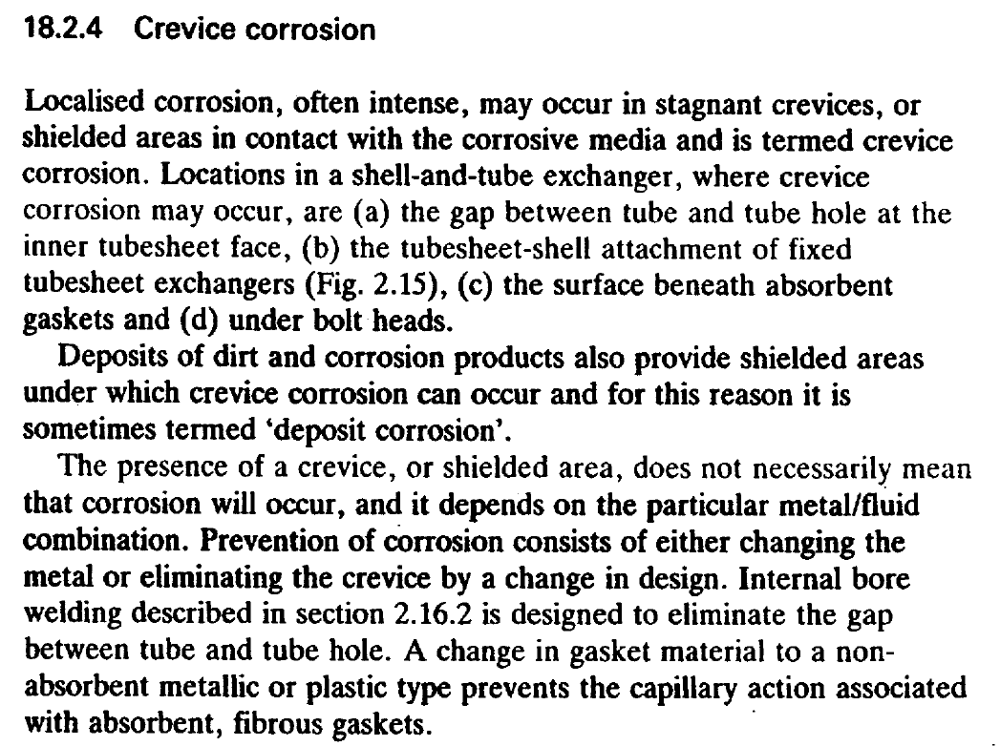 18.2.4 Crevice corrosion
Localised corrosion, often intense, may occur in stagnant crevices, or
shielded areas in contact with the corrosive media and is termed crevice
corrosion. Locations in a shell-and-tube exchanger, where crevice
corrosion may occur, are (a) the gap between tube and tube hole at the
inner tubesheet face, (b) the tubesheet-shell attachment of fixed
tubesheet exchangers (Fig. 2.15), (c) the surface beneath absorbent
gaskets and (d) under bolt heads.
Deposits of dirt and corrosion products also provide shielded areas
under which crevice corrosion can occur and for this reason it is
sometimes termed ‘deposit corrosion’.
The presence of a crevice, or shielded area, does not necessarily mean
that corrosion will occur, and it depends on the particular metal/fluid
combination. Prevention of corrosion consists of either changing the
metal or eliminating the crevice by a change in design. Internal bore
welding described in section 2.16.2 is designed to eliminate the gap
between tube and tube hole. A change in gasket material to a non-
absorbent metallic or plastic type prevents the capillary action associated
with absorbent, fibrous gaskets.